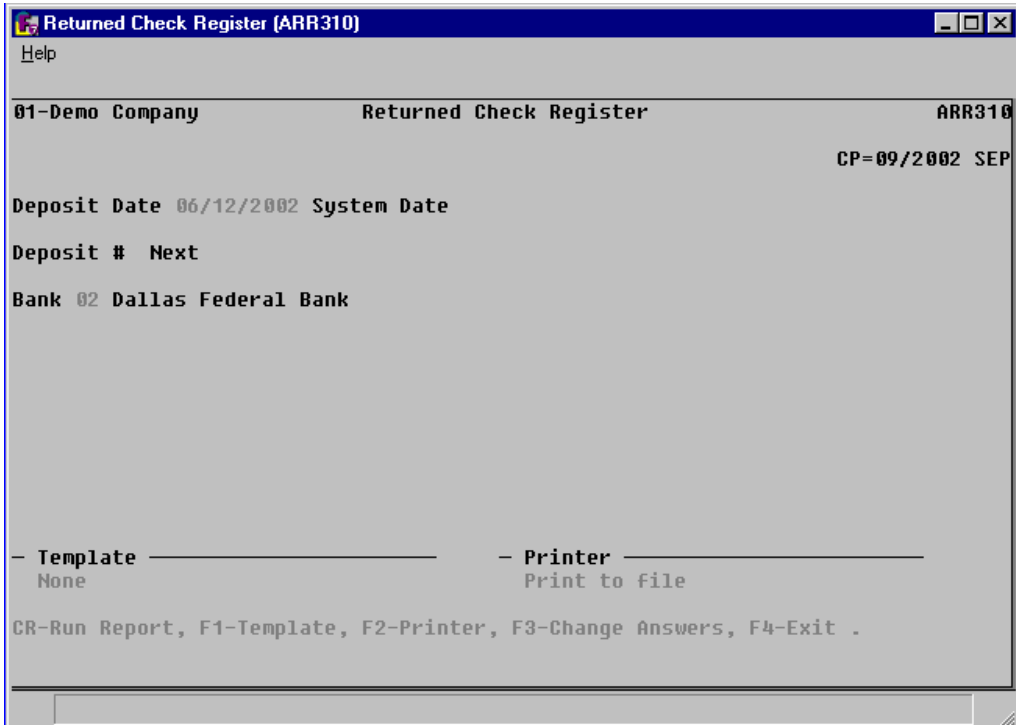 Returned Check Register (ARR310)
Help
01-Demo Company Returned Check Register ARR310
CP=09/2002 SEP
Deposit Date 06/12/2002 System Date
Deposit # Next
Bank 02 Dallas Federal Bank
Template Printer
None Print to file
CR-Run Report, F1-Template, F2-Printer, F3-Change Answers, F4-Exit .